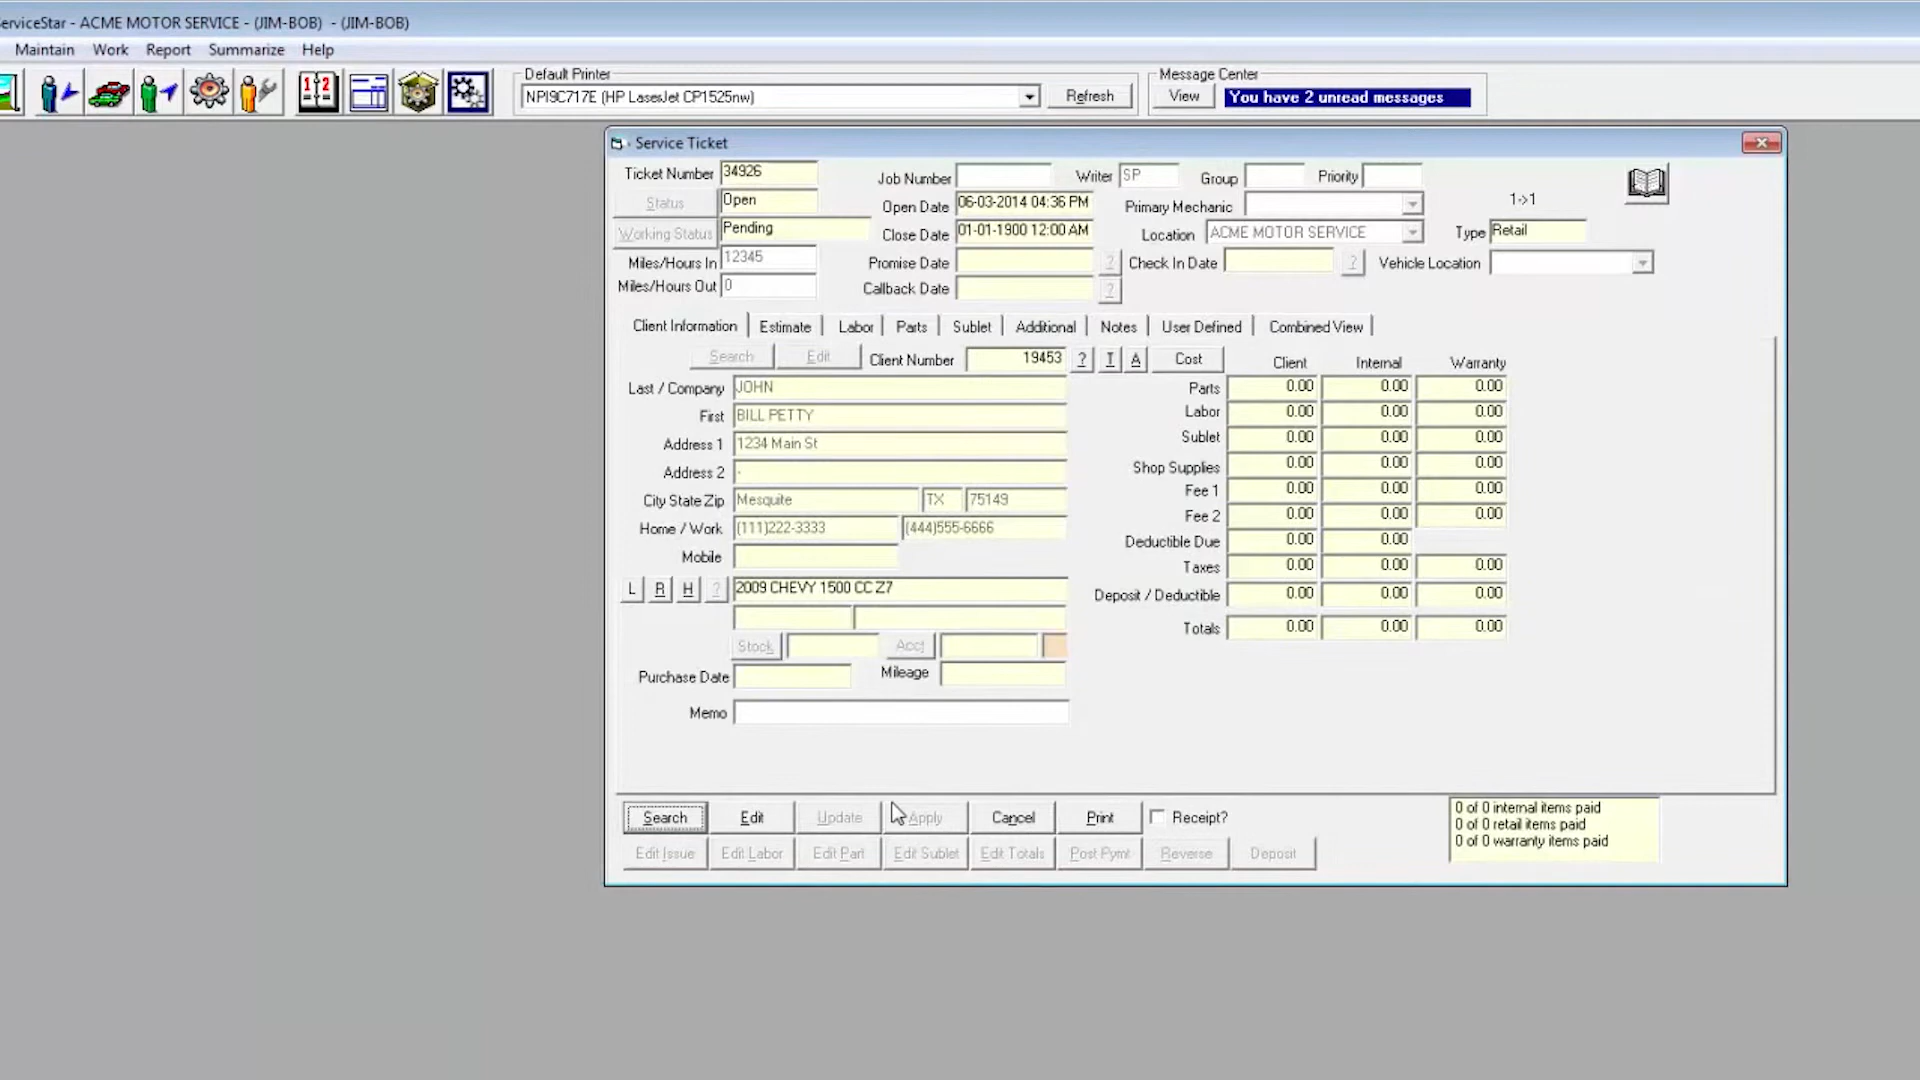 erviceStar - ACME MOTOR SERVICE - (JIM-BOB) - (JIM-BOB)
Maintain Work Report Summarize Help
Default Printer
NPI9C717E (HP LaserJet CP1525nw)
Refresh
Message Center
View
You have 2 unread messages
Service Ticket
Ticket Number 34926
Job Number
Writer SP
Group
Priority
1->1
Status Open
Open Date 06-03-2014 04:36 PM
Primary Mechanic
Working Status Pending
Close Date 01-01-1900 12:00 AM
Location ACME MOTOR SERVICE
Type Retail
Miles/Hours In 12345
Promise Date ?
Check In Date ?
Vehicle Location
Miles/Hours Out 0
Callback Date ?
Client Information Estimate Labor Parts Sublet Additional Notes User Defined Combined View
Search Edit Client Number 19453 ? I A Cost
Client Internal Warranty
Last / Company JOHN
Parts 0.00 0.00 0.00
First BILL PETTY
Labor 0.00 0.00 0.00
Address 1 1234 Main St
Sublet 0.00 0.00 0.00
Address 2 .
Shop Supplies 0.00 0.00 0.00
City State Zip Mesquite TX 75149
Fee 1 0.00 0.00 0.00
Home / Work (111)222-3333 (444)555-6666
Fee 2 0.00 0.00 0.00
Mobile
Deductible Due 0.00 0.00
Taxes 0.00 0.00 0.00
L R H ? 2009 CHEVY 1500 CC Z7
Deposit / Deductible 0.00 0.00 0.00
Totals 0.00 0.00 0.00
Stock Acct
Purchase Date Mileage
Memo
Search Edit Update Apply Cancel Print Receipt?
Edit Issue Edit Labor Edit Part Edit Sublet Edit Totals Post Pymt Reverse Deposit
0 of 0 internal items paid
0 of 0 retail items paid
0 of 0 warranty items paid